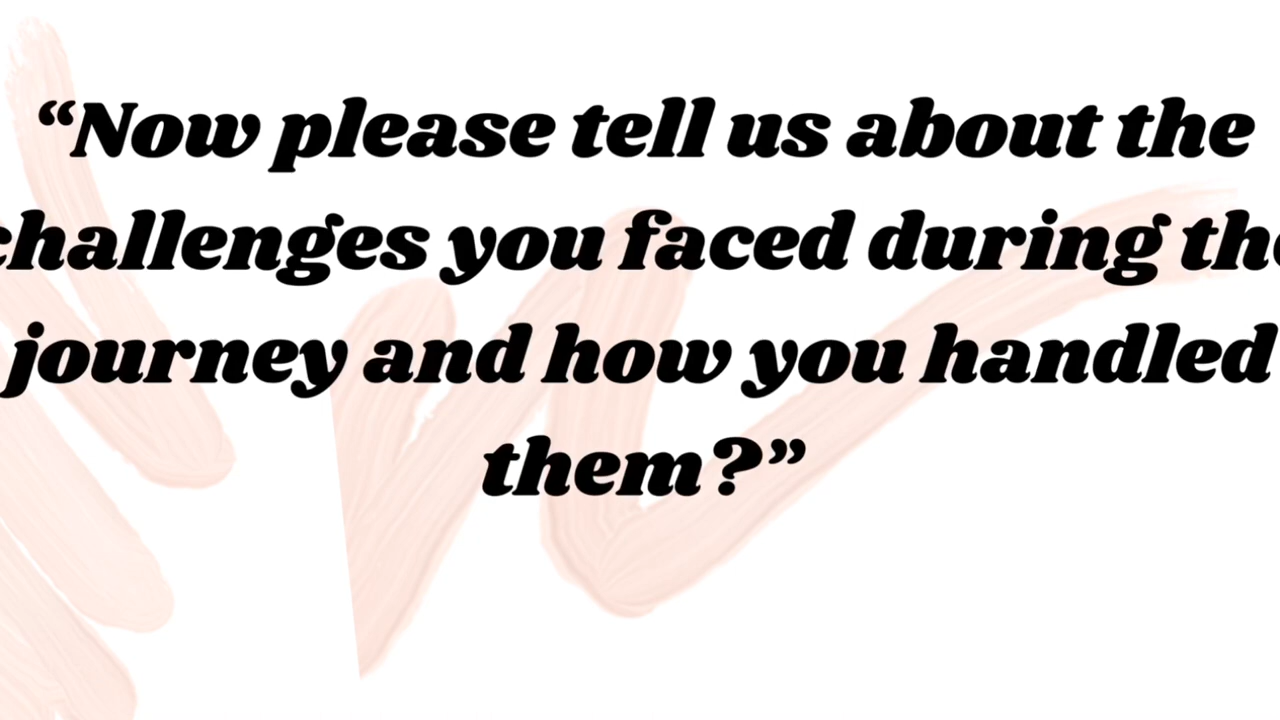 “Now please tell us about the
challenges you faced during the
journey and how you handled
them?”